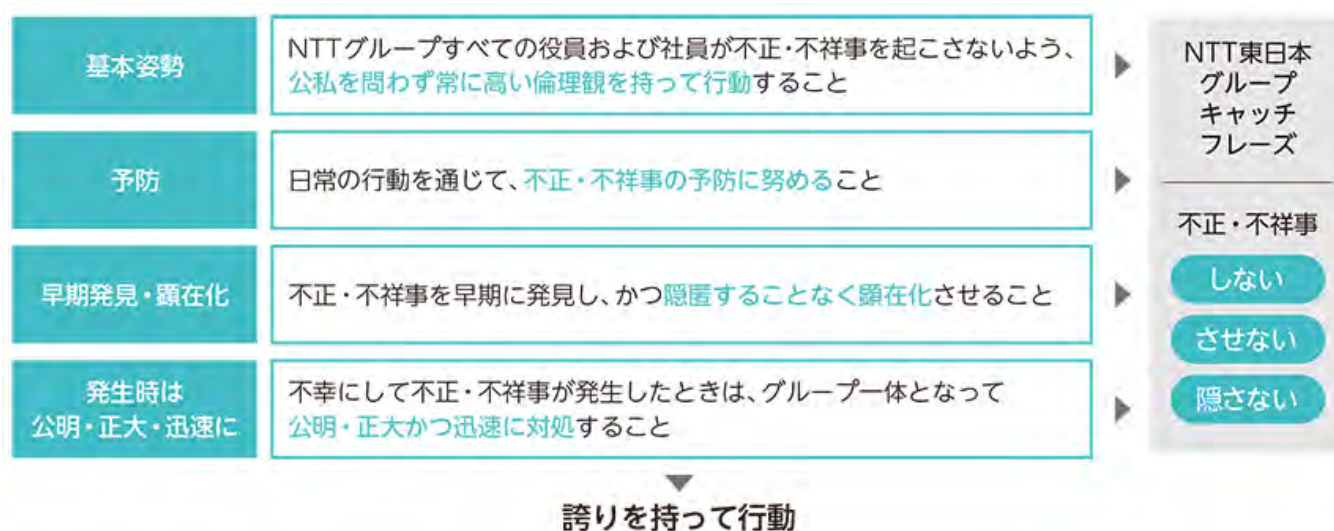 基本姿勢
NTTグループすべての役員および社員が不正・不祥事を起こさないよう、
公私を問わず常に高い倫理観を持って行動すること
予防
日常の行動を通じて、不正・不祥事の予防に努めること
早期発見・顕在化
不正・不祥事を早期に発見し、かつ隠匿することなく顕在化させること
発生時は
公明・正大・迅速に
不幸にして不正・不祥事が発生したときは、グループ一体となって
公明・正大かつ迅速に対処すること
NTT東日本
グループ
キャッチ
フレーズ
不正・不祥事
しない
させない
隠さない
誇りを持って行動